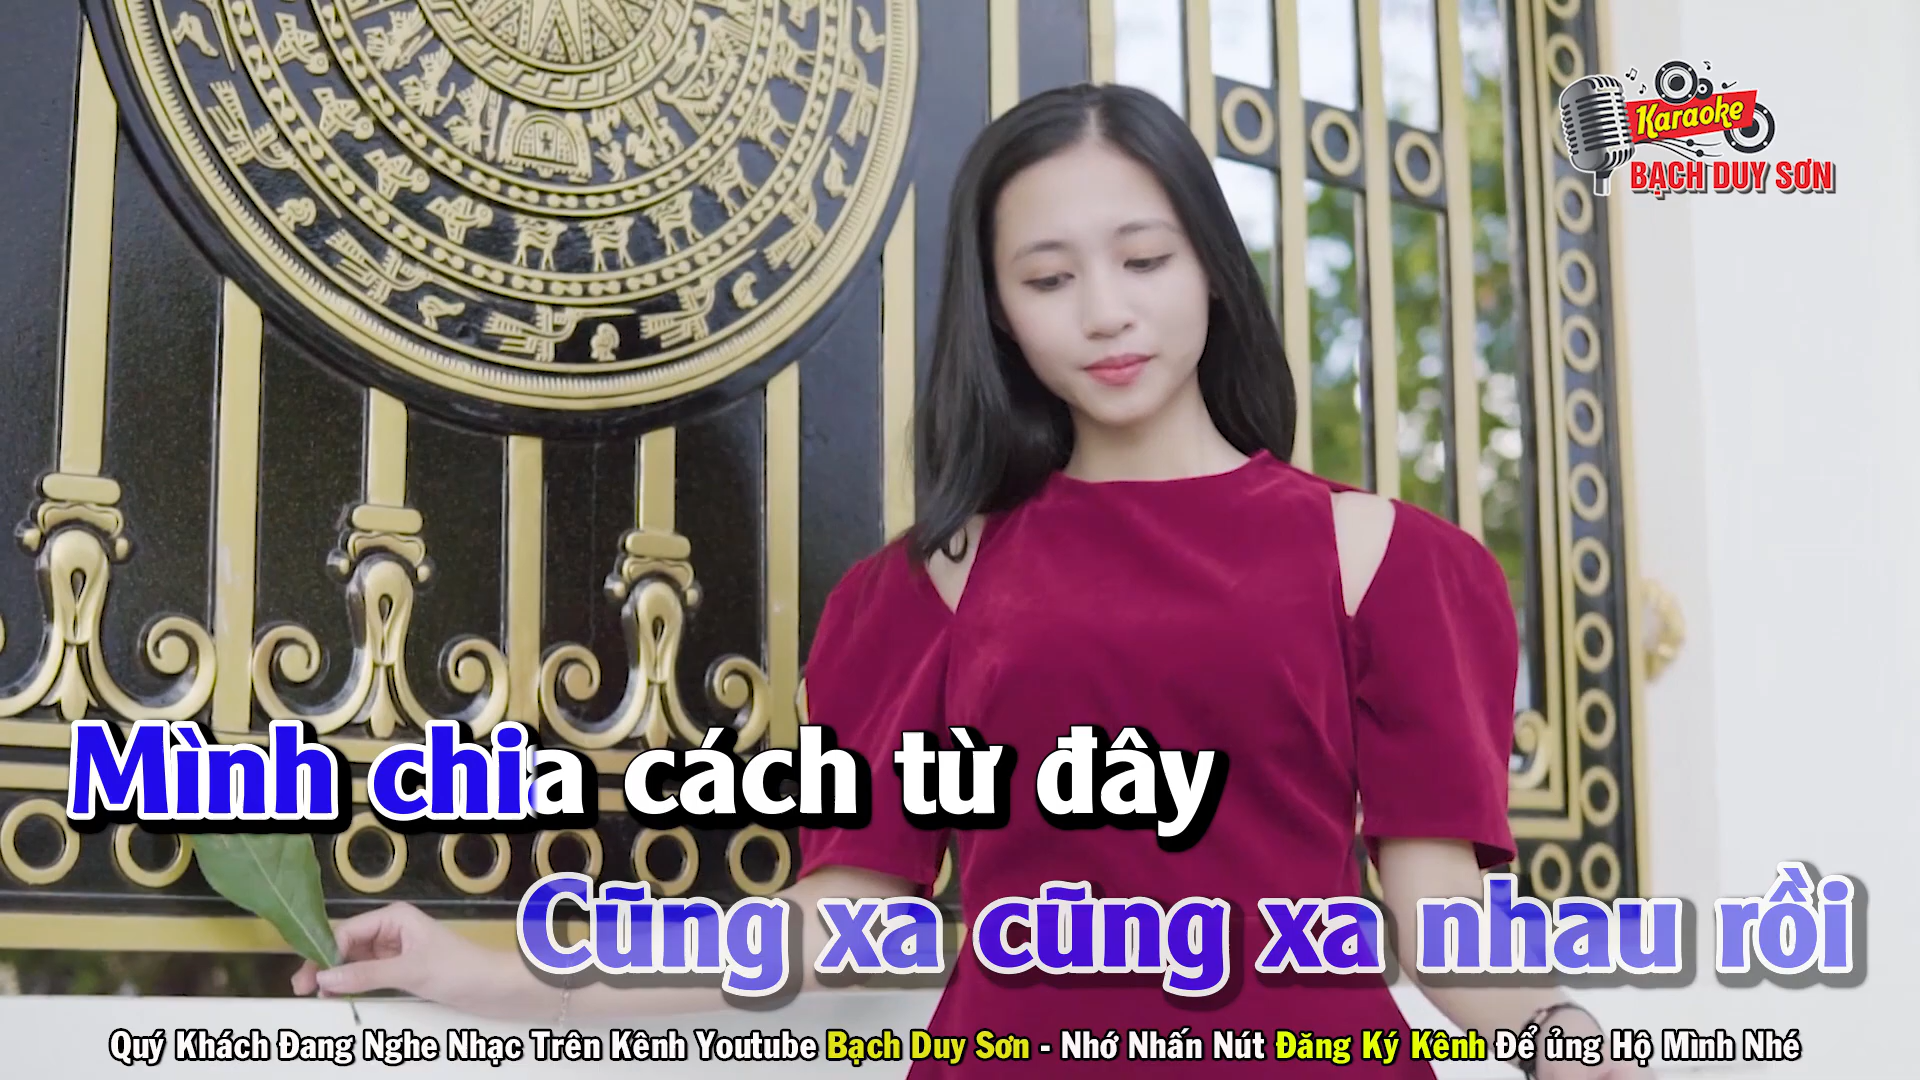 Karaoke
BẠCH DUY SƠN
Mình chia cách từ đây
Cũng xa cũng xa nhau rồi
Quý Khách Đang Nghe Nhạc Trên Kênh Youtube Bạch Duy Sơn - Nhớ Nhấn Nút Đăng Ký Kênh Để ủng Hộ Mình Nhé